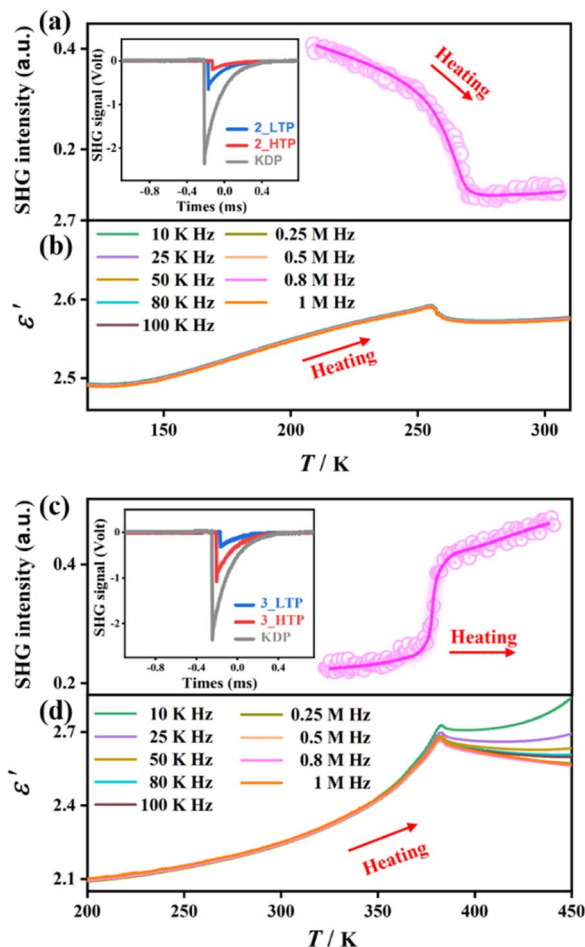 (a)
SHG intensity (a.u.)
0.4
0.2
SHG signal (Volt)
0
-1
-2
2_LTP
2_HTP
KDP
-0.8 0.0 0.4
Times (ms)
Heating
(b)
ε′
2.7
2.6
2.5
10 K Hz 0.25 M Hz
25 K Hz 0.5 M Hz
50 K Hz 0.8 M Hz
80 K Hz 1 M Hz
100 K Hz
Heating
150 200 250 300
T / K
(c)
SHG intensity (a.u.)
0.4
0.2
SHG signal (Volt)
0
-1
-2
3_LTP
3_HTP
KDP
-0.8 0.0 0.4
Times (ms)
Heating
(d)
ε′
2.7
2.4
2.1
10 K Hz 0.25 M Hz
25 K Hz 0.5 M Hz
50 K Hz 0.8 M Hz
80 K Hz 1 M Hz
100 K Hz
Heating
200 250 300 350 400 450
T / K